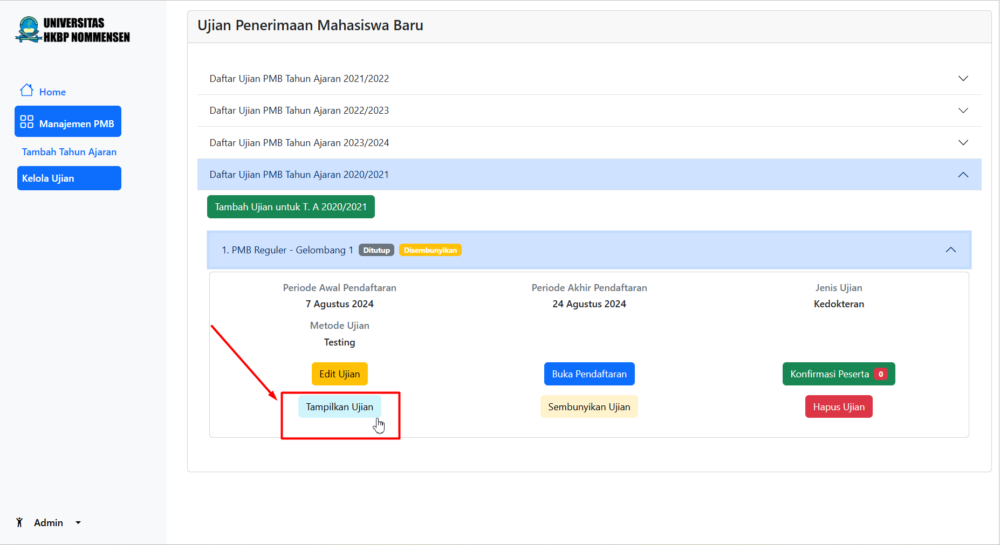 UNIVERSITAS
HKBP NOMMENSEN
Home
Manajemen PMB
Tambah Tahun Ajaran
Kelola Ujian
Admin
Ujian Penerimaan Mahasiswa Baru
Daftar Ujian PMB Tahun Ajaran 2021/2022
Daftar Ujian PMB Tahun Ajaran 2022/2023
Daftar Ujian PMB Tahun Ajaran 2023/2024
Daftar Ujian PMB Tahun Ajaran 2020/2021
Tambah Ujian untuk T. A 2020/2021
1. PMB Reguler - Gelombang 1 Ditutup Disembunyikan
Periode Awal Pendaftaran
7 Agustus 2024
Periode Akhir Pendaftaran
24 Agustus 2024
Jenis Ujian
Kedokteran
Metode Ujian
Testing
Edit Ujian
Buka Pendaftaran
Konfirmasi Peserta 0
Tampilkan Ujian
Sembunyikan Ujian
Hapus Ujian